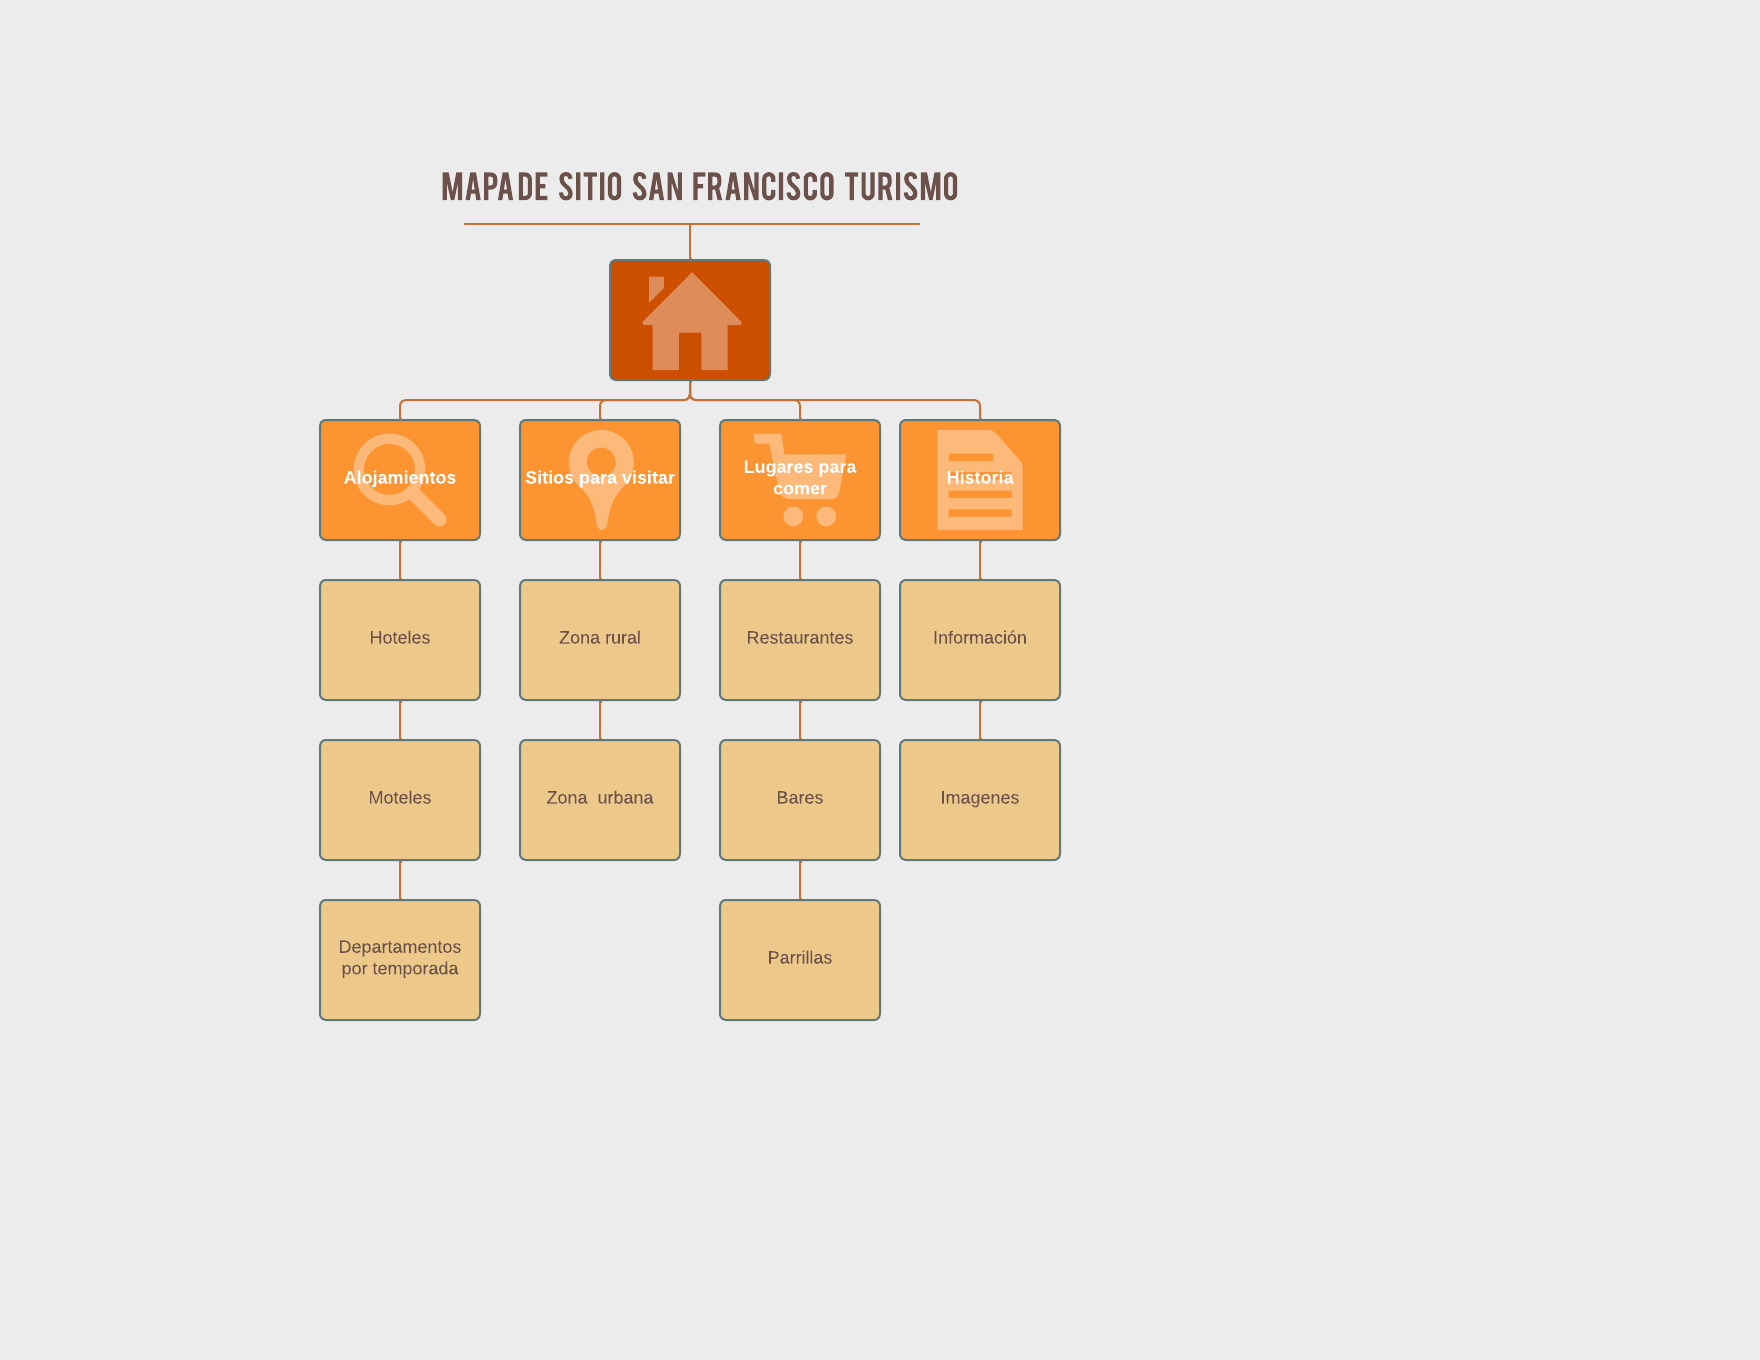 MAPA DE SITIO SAN FRANCISCO TURISMO
Alojamientos
Sitios para visitar
Lugares para
comer
Historia
Hoteles
Zona rural
Restaurantes
Información
Moteles
Zona  urbana
Bares
Imagenes
Departamentos
por temporada
Parrillas